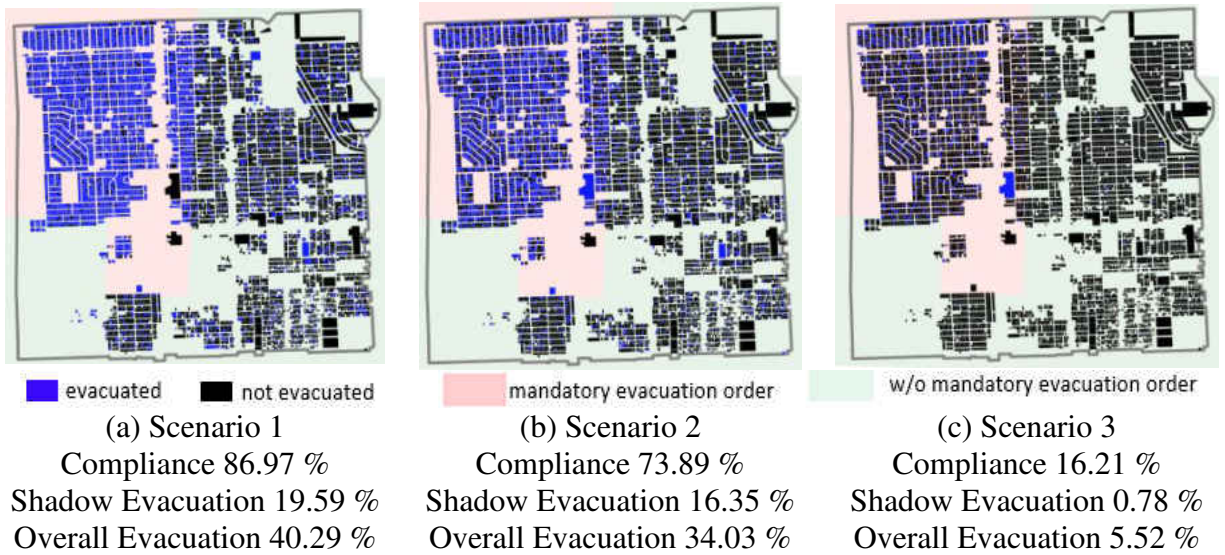 evacuated not evacuated mandatory evacuation order w/o mandatory evacuation order
(a) Scenario 1
Compliance 86.97 %
Shadow Evacuation 19.59 %
Overall Evacuation 40.29 %
(b) Scenario 2
Compliance 73.89 %
Shadow Evacuation 16.35 %
Overall Evacuation 34.03 %
(c) Scenario 3
Compliance 16.21 %
Shadow Evacuation 0.78 %
Overall Evacuation 5.52 %